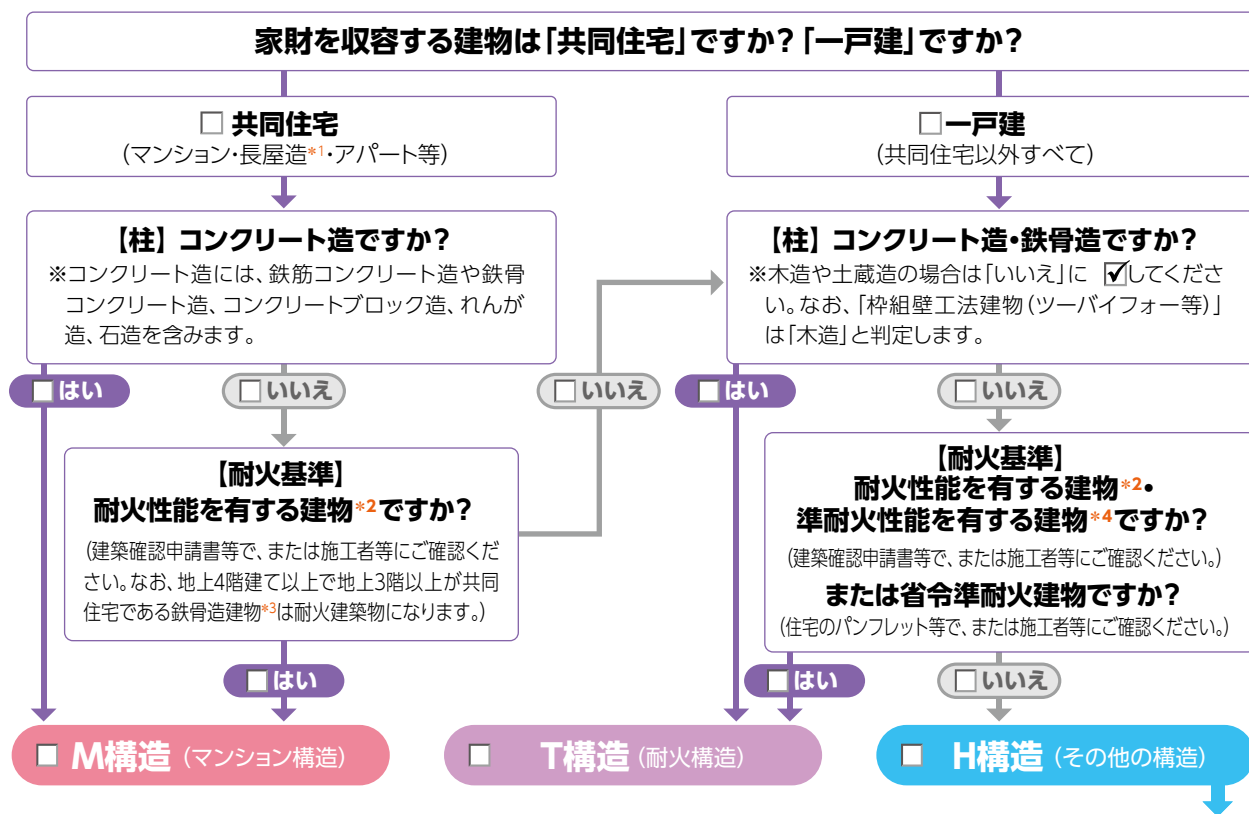 家財を収容する建物は「共同住宅」ですか?「一戸建」ですか?
共同住宅
(マンション・長屋造*1・アパート等)
【柱】コンクリート造ですか?
※コンクリート造には、鉄筋コンクリート造や鉄骨
コンクリート造、コンクリートブロック造、れんが
造、石造を含みます。
はい
いいえ
【耐火基準】
耐火性能を有する建物*2ですか?
(建築確認申請書等で、または施工者等にご確認くだ
さい。なお、地上4階建て以上で地上3階以上が共同
住宅である鉄骨造建物*3は耐火建築物になります。)
はい
いいえ
一戸建
(共同住宅以外すべて)
【柱】コンクリート造・鉄骨造ですか?
※木造や土蔵造の場合は「いいえ」に してくださ
い。なお、「枠組壁工法建物(ツーバイフォー等)」
は「木造」と判定します。
はい
いいえ
【耐火基準】
耐火性能を有する建物*2・
準耐火性能を有する建物*4ですか?
(建築確認申請書等で、または施工者等にご確認ください。)
または省令準耐火建物ですか?
(住宅のパンフレット等で、または施工者等にご確認ください。)
はい
いいえ
M構造(マンション構造)
T構造(耐火構造)
H構造(その他の構造)